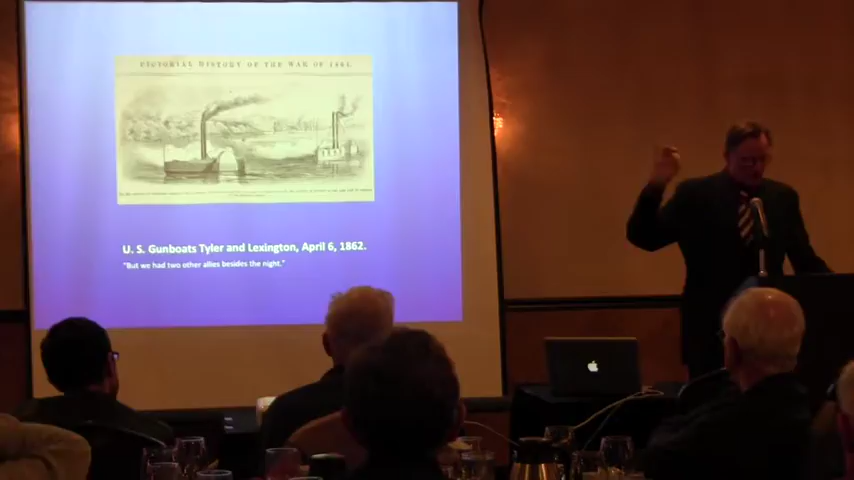 PICTORIAL HISTORY OF THE WAR OF 1861.
U. S. Gunboats Tyler and Lexington, April 6, 1862.
"But we had two other allies besides the night."